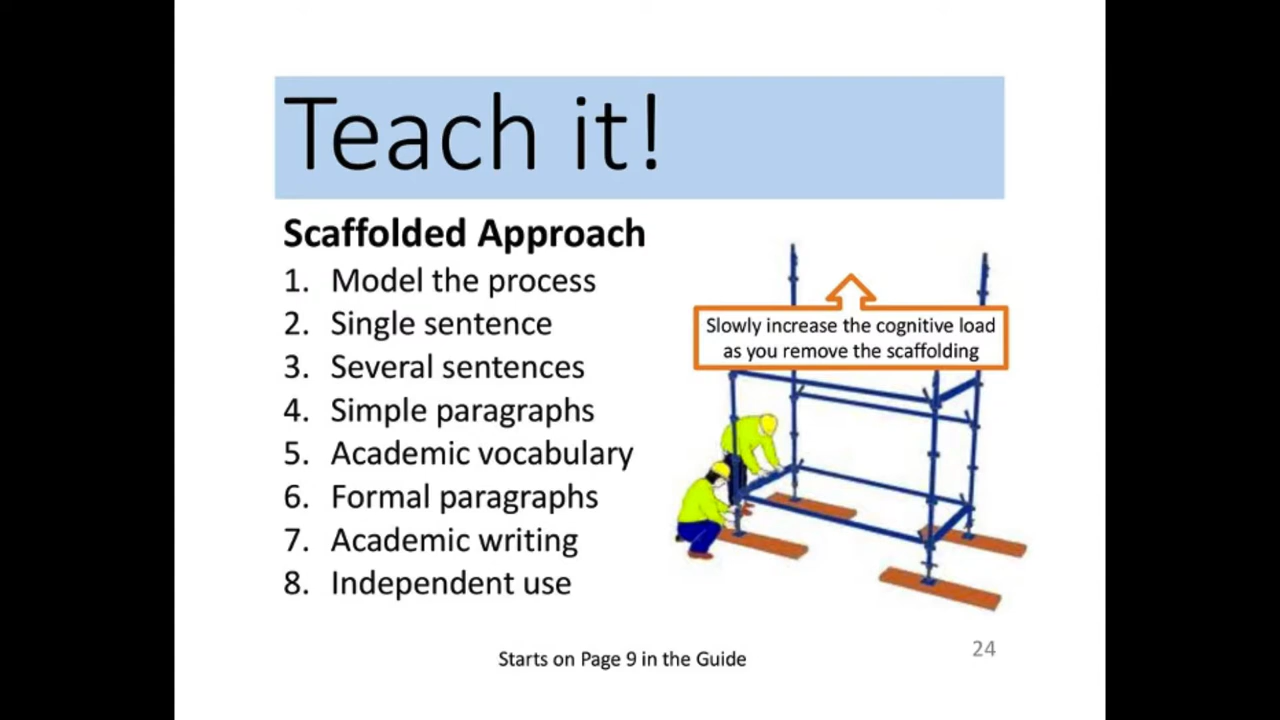 Teach it!
Scaffolded Approach
1. Model the process
2. Single sentence
3. Several sentences
4. Simple paragraphs
5. Academic vocabulary
6. Formal paragraphs
7. Academic writing
8. Independent use
Slowly increase the cognitive load
as you remove the scaffolding
Starts on Page 9 in the Guide
24